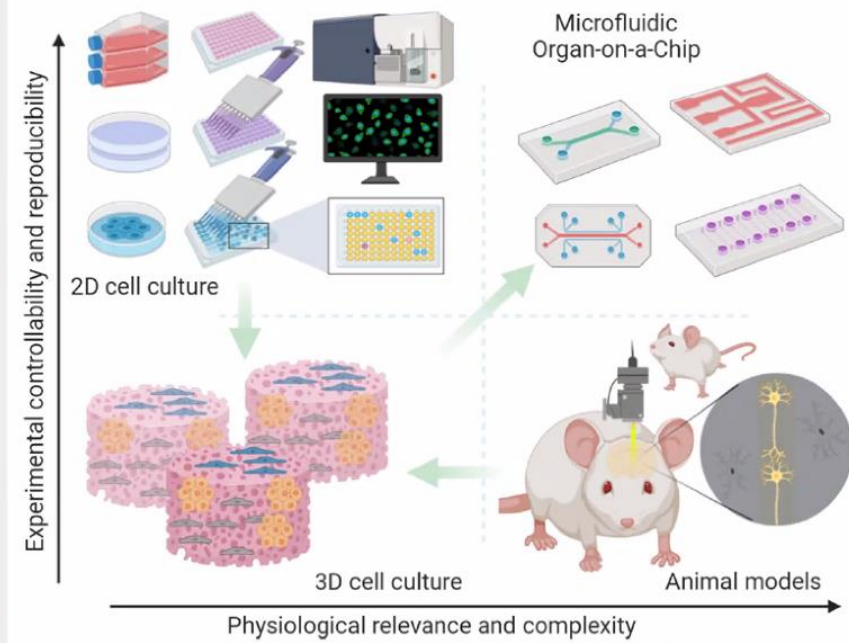 Microfluidic
Organ-on-a-Chip
Experimental controllability and reproducibility
2D cell culture
3D cell culture
Animal models
Physiological relevance and complexity